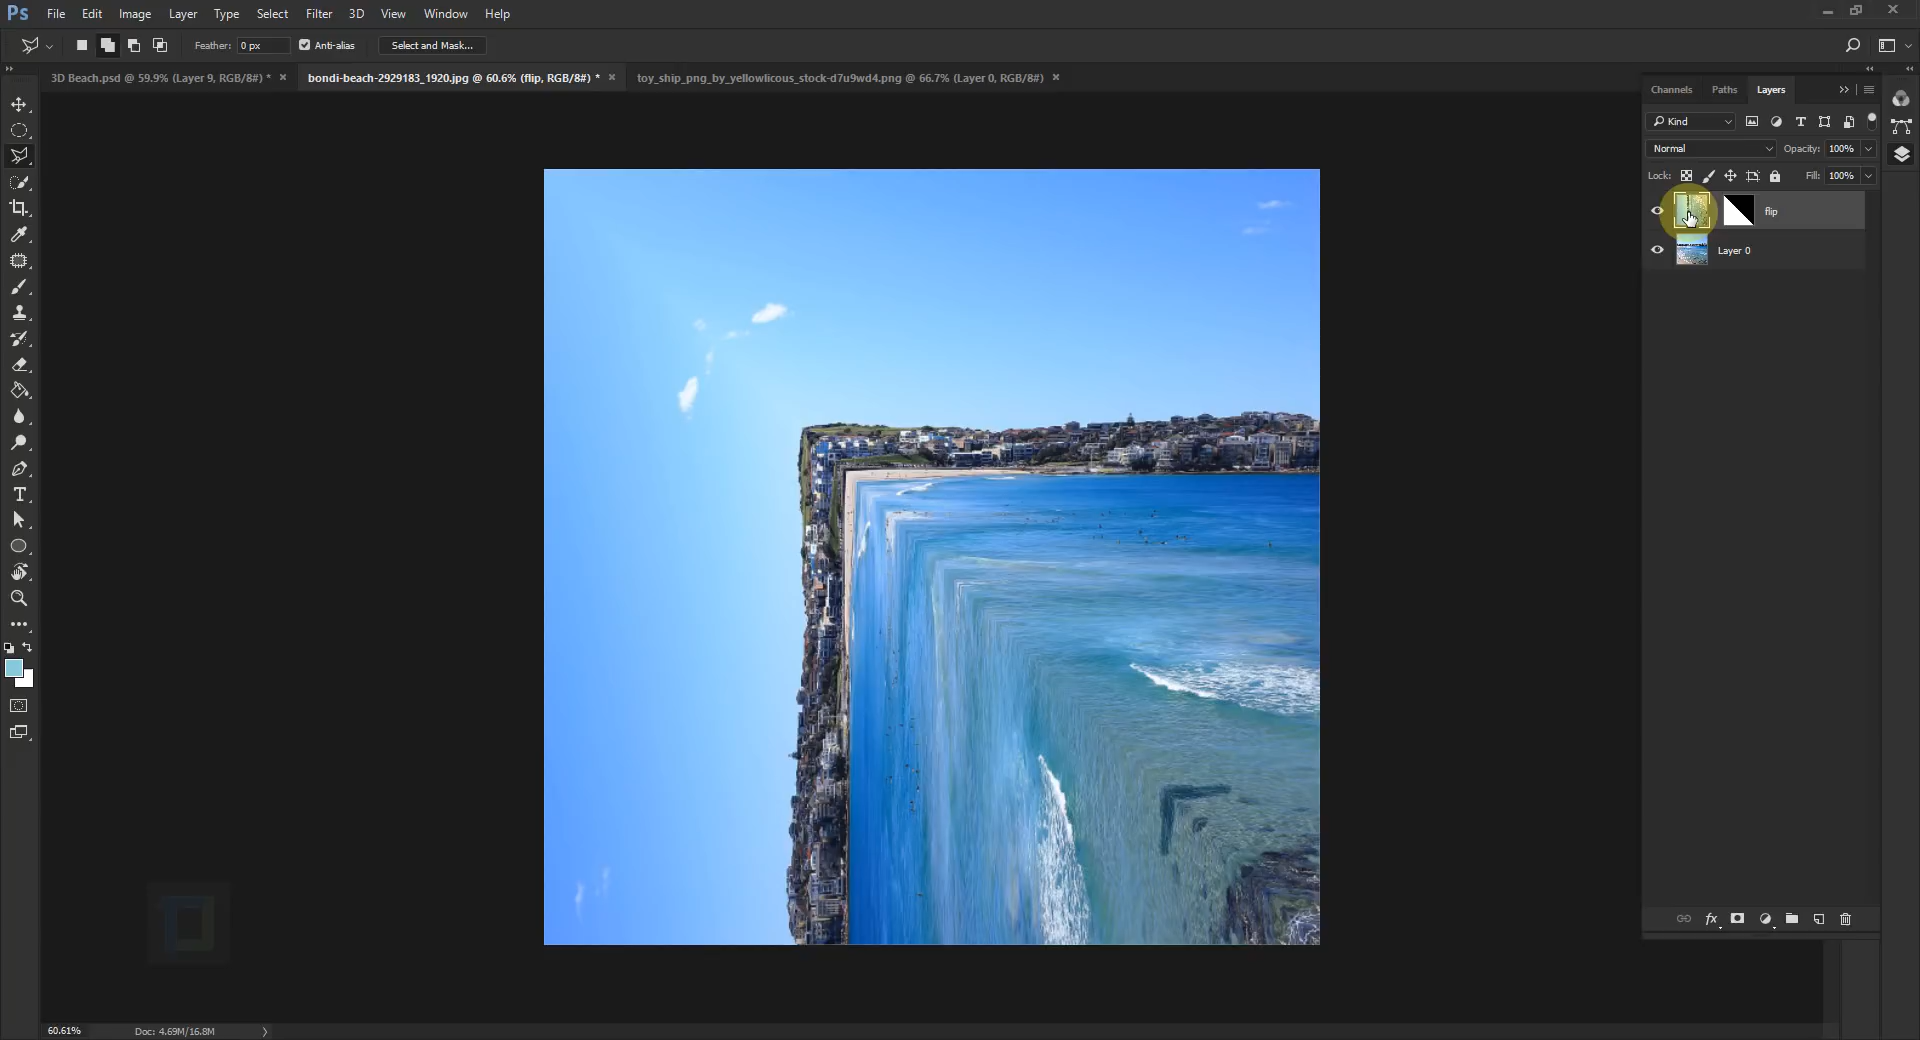 Ps File Edit Image Layer Type Select Filter 3D View Window Help
Feather: 0 px Anti-alias Select and Mask...
3D Beach.psd @ 59.9% (Layer 9, RGB/8#) * bondi-beach-2929183_1920.jpg @ 60.6% (flip, RGB/8#) * toy_ship_png_by_yellowlicous_stock-d7u9wd4.png @ 66.7% (Layer 0, RGB/8#)
Channels Paths Layers
Kind
Normal Opacity: 100%
Lock: Fill: 100%
flip
Layer 0
fx
60.61% Doc: 4.69M/16.8M